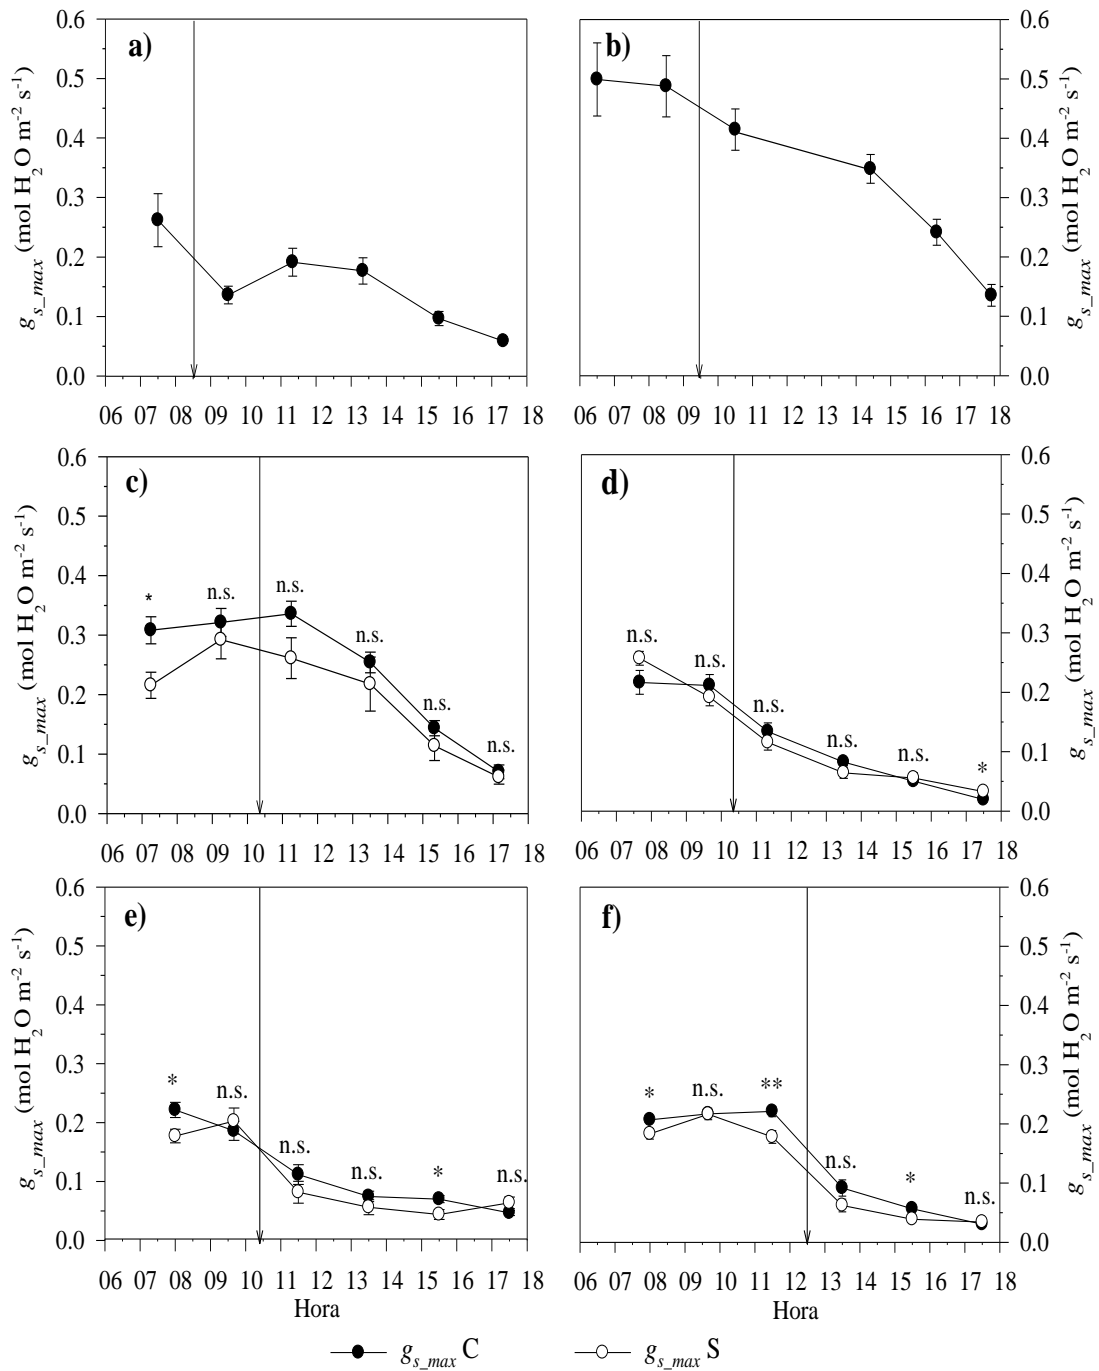 a)
0.6
0.5
0.4
0.3
0.2
0.1
0.0
g_s_max (mol H2O m-2 s-1)
06 07 08 09 10 11 12 13 14 15 16 17 18
b)
0.6
0.5
0.4
0.3
0.2
0.1
0.0
g_s_max (mol H2O m-2 s-1)
06 07 08 09 10 11 12 13 14 15 16 17 18
c)
0.6
0.5
0.4
0.3
0.2
0.1
0.0
g_s_max (mol H2O m-2 s-1)
* n.s. n.s. n.s. n.s. n.s.
06 07 08 09 10 11 12 13 14 15 16 17 18
d)
0.6
0.5
0.4
0.3
0.2
0.1
0.0
g_s_max (mol H2O m-2 s-1)
n.s. n.s. n.s. n.s. n.s. *
06 07 08 09 10 11 12 13 14 15 16 17 18
e)
0.6
0.5
0.4
0.3
0.2
0.1
0.0
g_s_max (mol H2O m-2 s-1)
* n.s. n.s. n.s. * n.s.
06 07 08 09 10 11 12 13 14 15 16 17 18
Hora
f)
0.6
0.5
0.4
0.3
0.2
0.1
0.0
g_s_max (mol H2O m-2 s-1)
* n.s. ** n.s. * n.s.
06 07 08 09 10 11 12 13 14 15 16 17 18
Hora
g_s_max C
g_s_max S